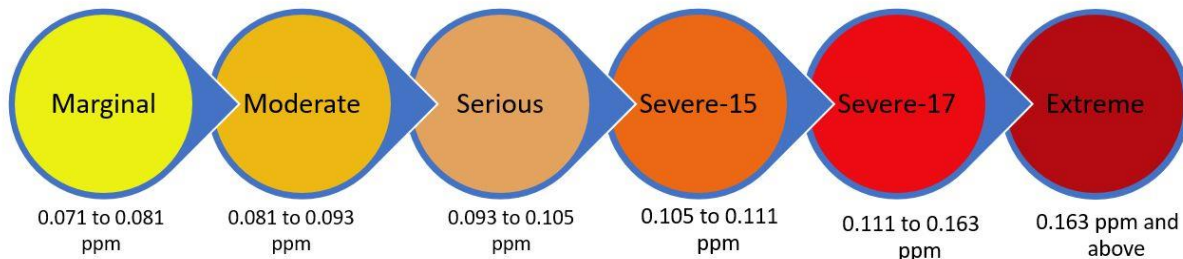 Marginal
Moderate
Serious
Severe-15
Severe-17
Extreme
0.071 to 0.081
ppm
0.081 to 0.093
ppm
0.093 to 0.105
ppm
0.105 to 0.111
ppm
0.111 to 0.163
ppm
0.163 ppm and
above